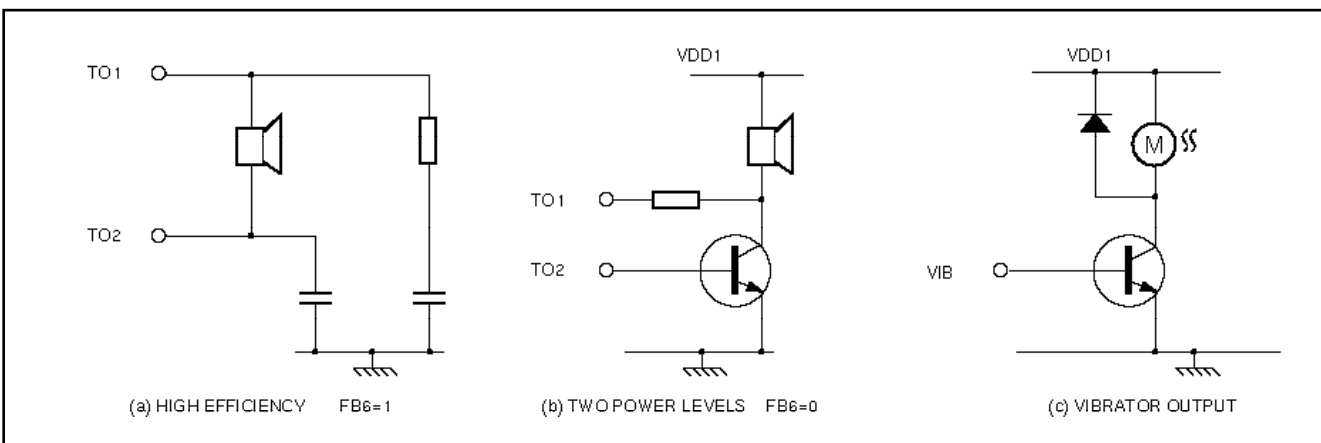 TO1
TO2
(a) HIGH EFFICIENCY FB6=1
VDD1
TO1
TO2
(b) TWO POWER LEVELS FB6=0
VDD1
M
VIB
(c) VIBRATOR OUTPUT